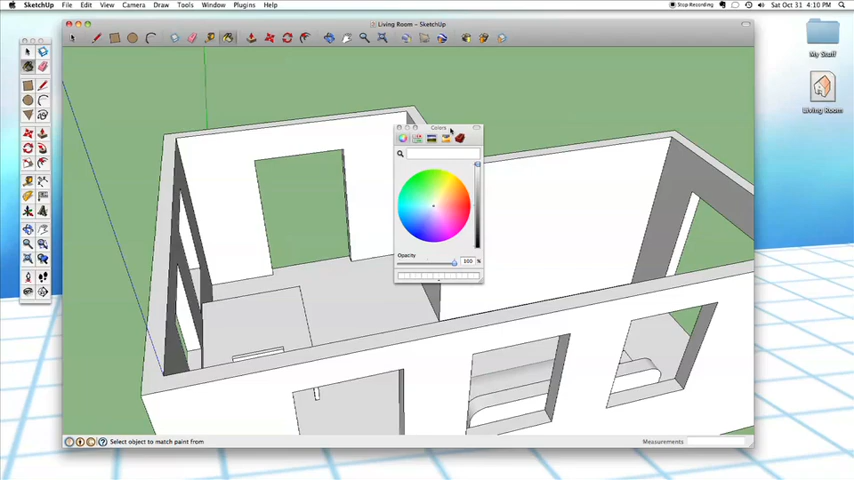 SketchUp File Edit View Camera Draw Tools Window Plugins Help Stop Recording Sat Oct 31 4:10 PM
Living Room – SketchUp
My Stuff
Living Room
Colors
Opacity
100 %
Select object to match paint from
Measurements